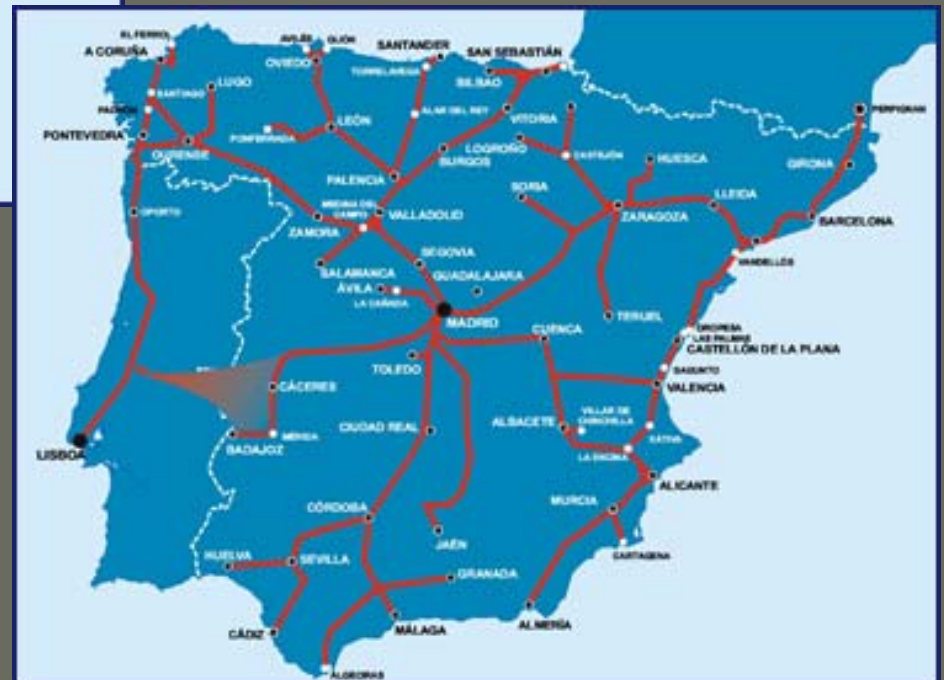 EL FERROL
A CORUÑA
AVILÉS
GIJÓN
SANTANDER
SAN SEBASTIÁN
OVIEDO
TORRELAVEGA
BILBAO
LUGO
SANTIAGO
PADRÓN
ALAR DEL REY
PERPIGNAN
PONTEVEDRA
PONFERRADA
LEÓN
VITORIA
LOGROÑO
OURENSE
BURGOS
CASTEJÓN
HUESCA
GIRONA
PALENCIA
SORIA
LLEIDA
OPORTO
MEDINA DEL
CAMPO
VALLADOLID
ZARAGOZA
BARCELONA
ZAMORA
SEGOVIA
VANDELLÓS
SALAMANCA
GUADALAJARA
ÁVILA
LA CAÑADA
MADRID
TERUEL
CUENCA
OROPESA
LAS PALMAS
CASTELLÓN DE LA PLANA
TOLEDO
SAGUNTO
CÁCERES
VALENCIA
ALBACETE
VILLAR DE
CHINCHILLA
CIUDAD REAL
MÉRIDA
BADAJOZ
XÁTIVA
LISBOA
LA ENCINA
ALICANTE
MURCIA
CÓRDOBA
JAÉN
CARTAGENA
HUELVA
SEVILLA
GRANADA
CÁDIZ
MÁLAGA
ALMERÍA
ALGECIRAS